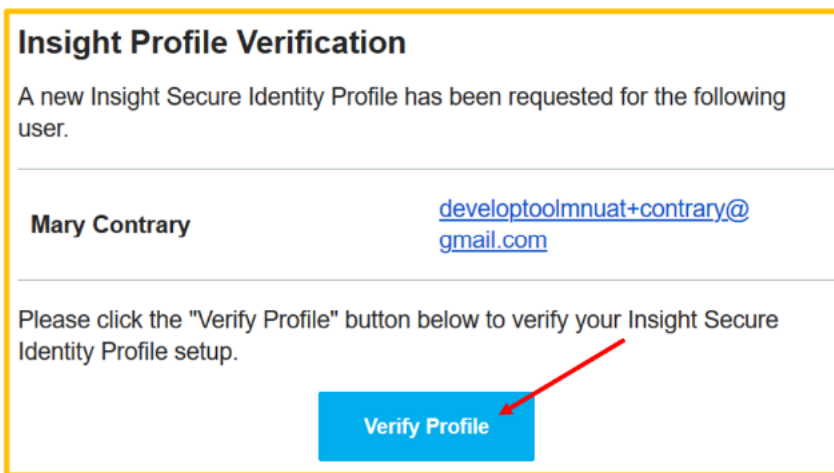 Insight Profile Verification
A new Insight Secure Identity Profile has been requested for the following
user.
Mary Contrary
developtoolmnuat+contrary@
gmail.com
Please click the "Verify Profile" button below to verify your Insight Secure
Identity Profile setup.
Verify Profile